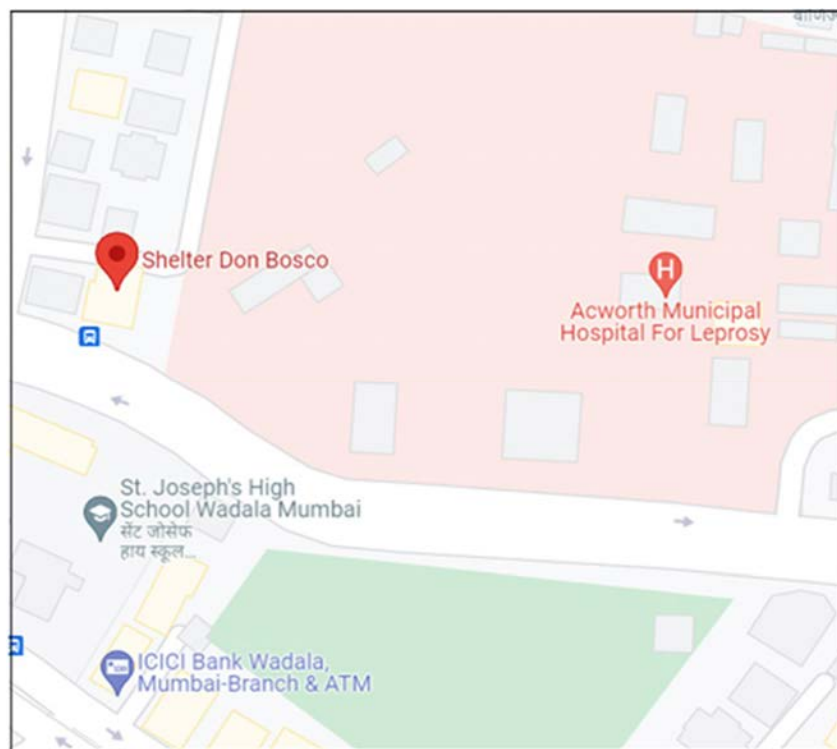 Shelter Don Bosco
Acworth Municipal
Hospital For Leprosy
St. Joseph's High
School Wadala Mumbai
सेंट जोसेफ
हाय स्कूल...
ICICI Bank Wadala,
Mumbai-Branch & ATM